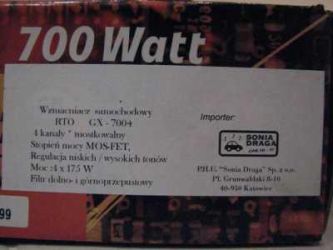 700 Watt
Wzmacniacz samochodowy
RTO GX - 7004
4 kanały " mostkowalny
Stopień mocy MOS-FET,
Regulacja niskich / wysokich tonów
Moc :4 x 175 W
Filtr dolno- i górnoprzepustowy
Importer:
SONIA
DRAGA
P.H.U. "Sonia Draga" Sp. z o.o.
Pl. Grunwaldzki 8-10
40-950 Katowice
99